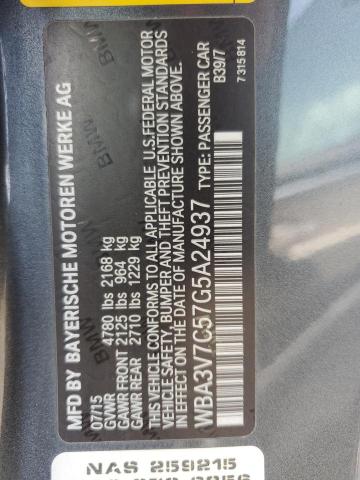 MFD BY BAYERISCHE MOTOREN WERKE AG
07/15
GVWR 4780 lbs 2168 kg
GAWR FRONT 2125 lbs 964 kg
GAWR REAR 2710 lbs 1229 kg
THIS VEHICLE CONFORMS TO ALL APPLICABLE U.S.FEDERAL MOTOR
VEHICLE SAFETY, BUMPER AND THEFT PREVENTION STANDARDS
IN EFFECT ON THE DATE OF MANUFACTURE SHOWN ABOVE.
WBA3V7C57G5A24937 TYPE: PASSENGER CAR
B39/7
7 315 814
BMW BMW BMW
NAS 259215